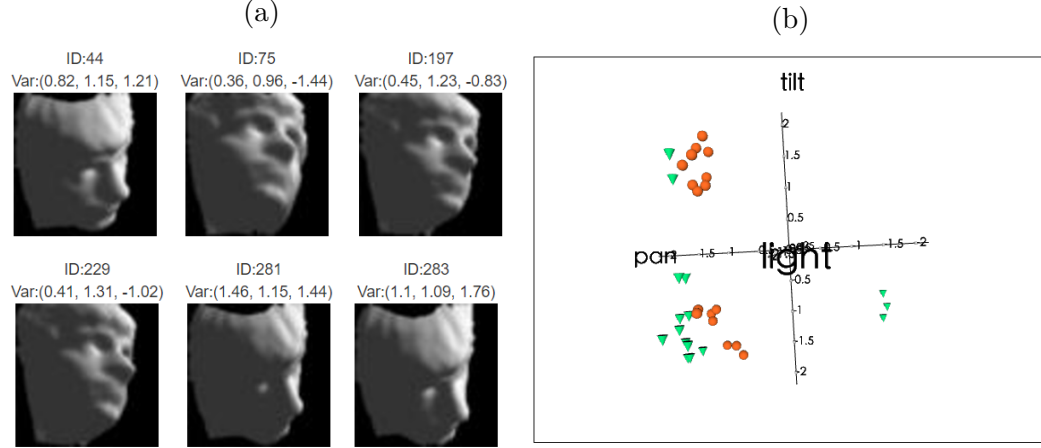 (a)
ID:44
Var:(0.82, 1.15, 1.21)
ID:75
Var:(0.36, 0.96, -1.44)
ID:197
Var:(0.45, 1.23, -0.83)
ID:229
Var:(0.41, 1.31, -1.02)
ID:281
Var:(1.46, 1.15, 1.44)
ID:283
Var:(1.1, 1.09, 1.76)
(b)
tilt
2
1.5
1
0.5
pan
1.5
1
light
1
1.5
2
-0.5
-1
-1.5
-2